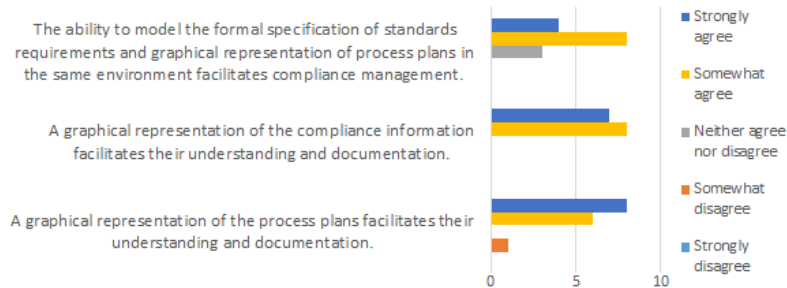 The ability to model the formal specification of standards
requirements and graphical representation of process plans in
the same environment facilitates compliance management.
A graphical representation of the compliance information
facilitates their understanding and documentation.
A graphical representation of the process plans facilitates their
understanding and documentation.
0 5 10
Strongly
agree
Somewhat
agree
Neither agree
nor disagree
Somewhat
disagree
Strongly
disagree